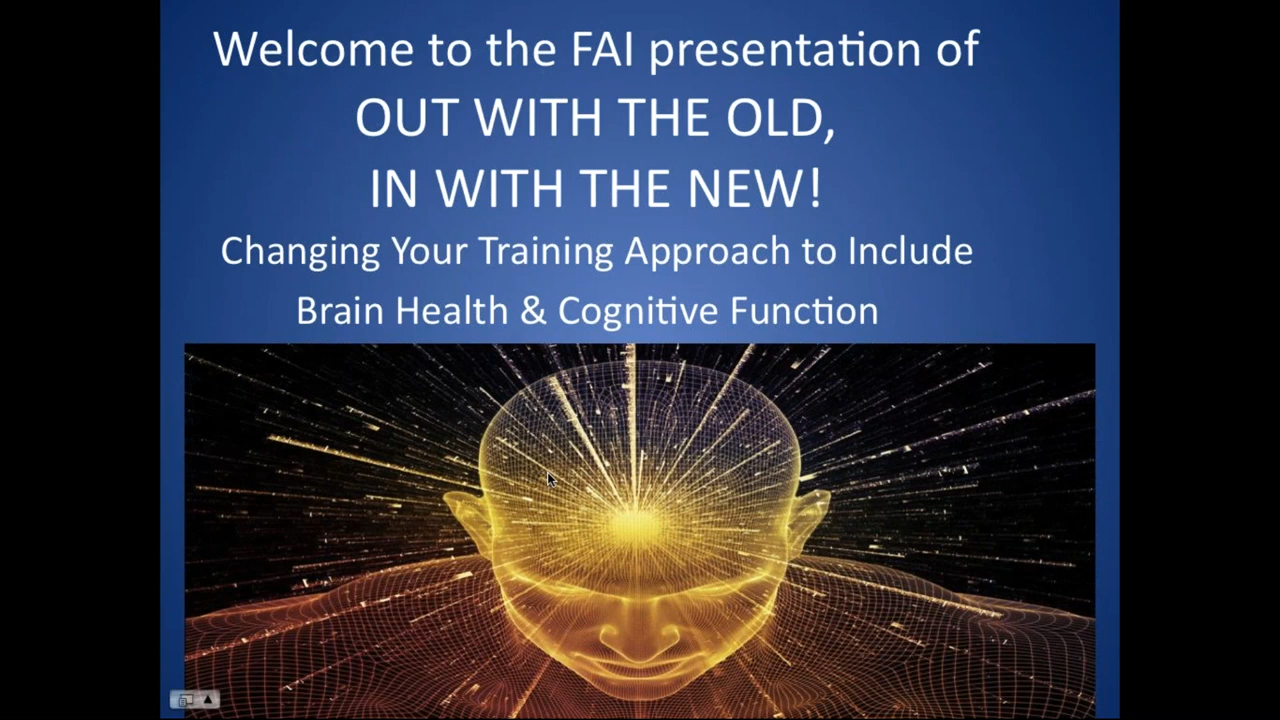 Welcome to the FAI presentation of
OUT WITH THE OLD,
IN WITH THE NEW!
Changing Your Training Approach to Include
Brain Health & Cognitive Function